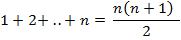 1 + 2+ ..+ n = n(n + 1) / 2